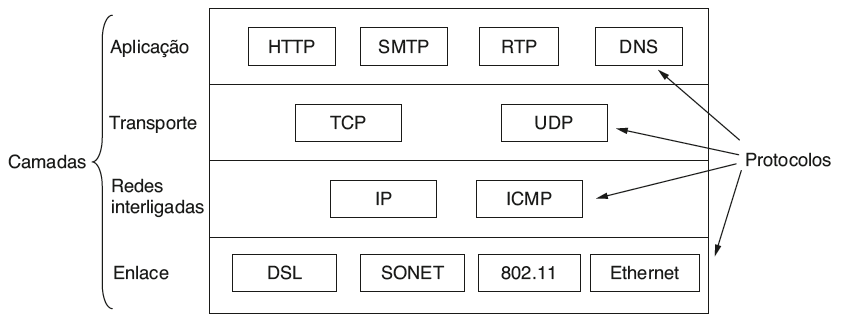 Aplicação
HTTP SMTP RTP DNS
Transporte
TCP UDP
Camadas
Protocolos
Redes
interligadas
IP ICMP
Enlace
DSL SONET 802.11 Ethernet